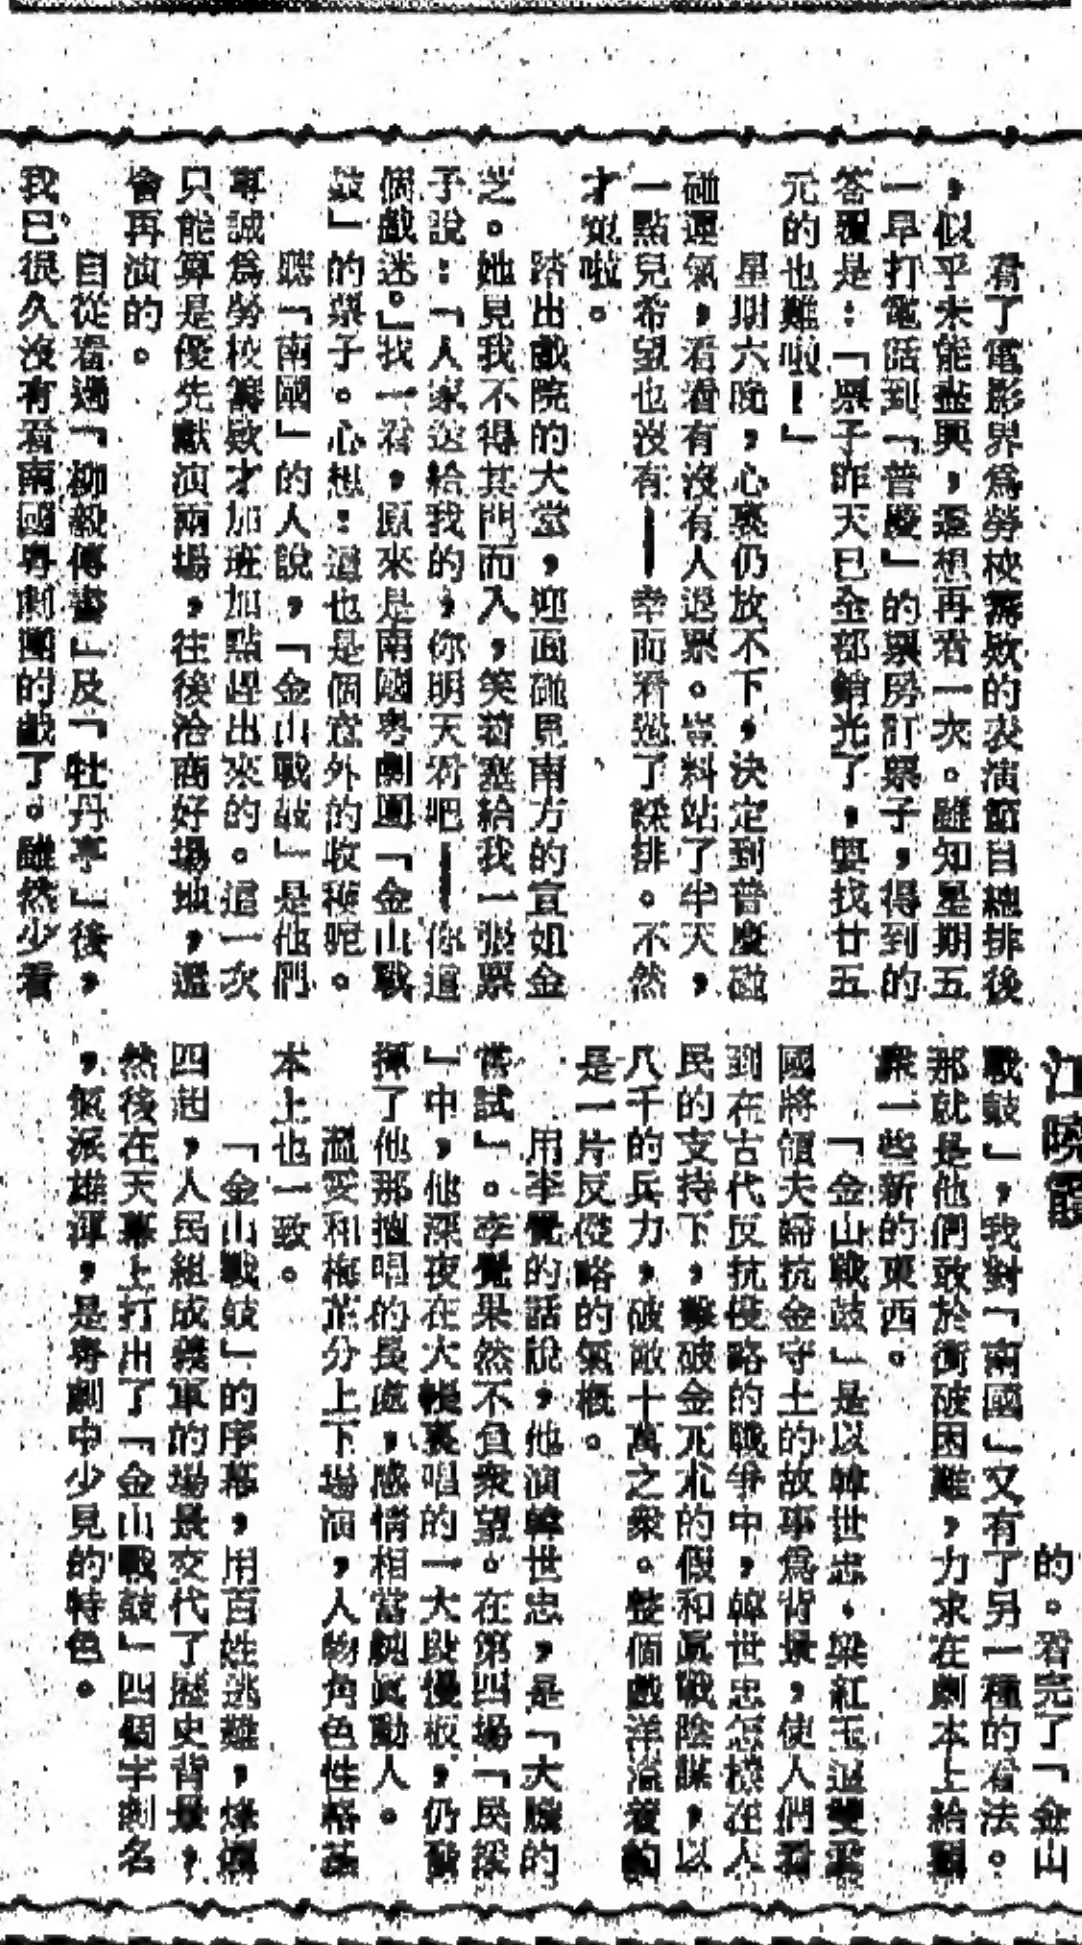 看了電影界爲勞校籌款的表演節目總排後
，似乎未能盡興，還想再看一次。雖知星期五
一早打電話到「普慶」的票房訂票子，得到的
答覆是：「票子昨天已全部銷光了，要找廿五
元的也難啦！」
星期六晚，心裏仍放不下，決定到普慶碰
碰運氣，看看有沒有人退票。豈料站了半天，
一點兒希望也沒有——幸而看過了綵排。不然
才寃啦。
踏出戲院的大堂，迎面碰見南方的宣姐金
芝。她見我不得其門而入，笑着塞給我一張票
子說：「人家送給我的，你明天看吧——你這
個戲迷。」我一看，原來是南國粤劇團「金山戰
鼓」的票子。心想：這也是個意外的收穫呢。
聽「南國」的人說，「金山戰鼓」是他們
專誠爲勞校籌款才加班加點趕出來的。這一次
只能算是優先獻演兩場，往後洽商好場地，還
會再演的。
自從看過「柳毅傳書」及「牡丹亭」後，
我已很久沒有看南國粤劇團的戲了。雖然少看
江曉霞
的。看完了「金山
戰鼓」，我對「南國」又有了另一種的看法。
那就是他們敢於衝破困難，力求在劇本上給觀
衆一些新的東西。
「金山戰鼓」是以韓世忠、梁紅玉這雙愛
國將領夫婦抗金守土的故事爲背景，使人們看
到在古代反抗侵略的戰爭中，韓世忠怎樣在人
民的支持下，擊破金兀朮的假和眞戰陰謀，以
八千的兵力，破敵十萬之衆。整個戲洋溢着的
是一片反侵略的氣概。
用李覺的話說，他演韓世忠，是「大膽的
嘗試」。李覺果然不負衆望。在第四場「民援
」中，他深夜在大帳裏唱的一大段慢板，仍發
揮了他那擅唱的長處，感情相當純眞動人。
溫雯和梅芷分上下場演，人物角色性格基
本上也一致。
「金山戰鼓」的序幕，用百姓逃難，烽烟
四起，人民組成義軍的場景交代了歷史背景，
然後在天幕上打出了「金山戰鼓」四個字劇名
，氣派雄渾，是粤劇中少見的特色。